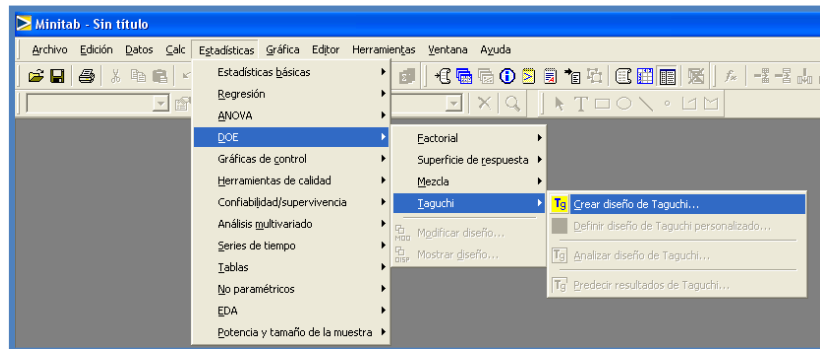 Minitab - Sin título
Archivo Edición Datos Calc Estadísticas Gráfica Editor Herramientas Ventana Ayuda
Estadísticas básicas
Regresión
ANOVA
DOE
Gráficas de control
Herramientas de calidad
Confiabilidad/supervivencia
Análisis multivariado
Series de tiempo
Tablas
No paramétricos
EDA
Potencia y tamaño de la muestra
Factorial
Superficie de respuesta
Mezcla
Taguchi
Modificar diseño...
Mostrar diseño...
Crear diseño de Taguchi...
Definir diseño de Taguchi personalizado...
Analizar diseño de Taguchi...
Predecir resultados de Taguchi...